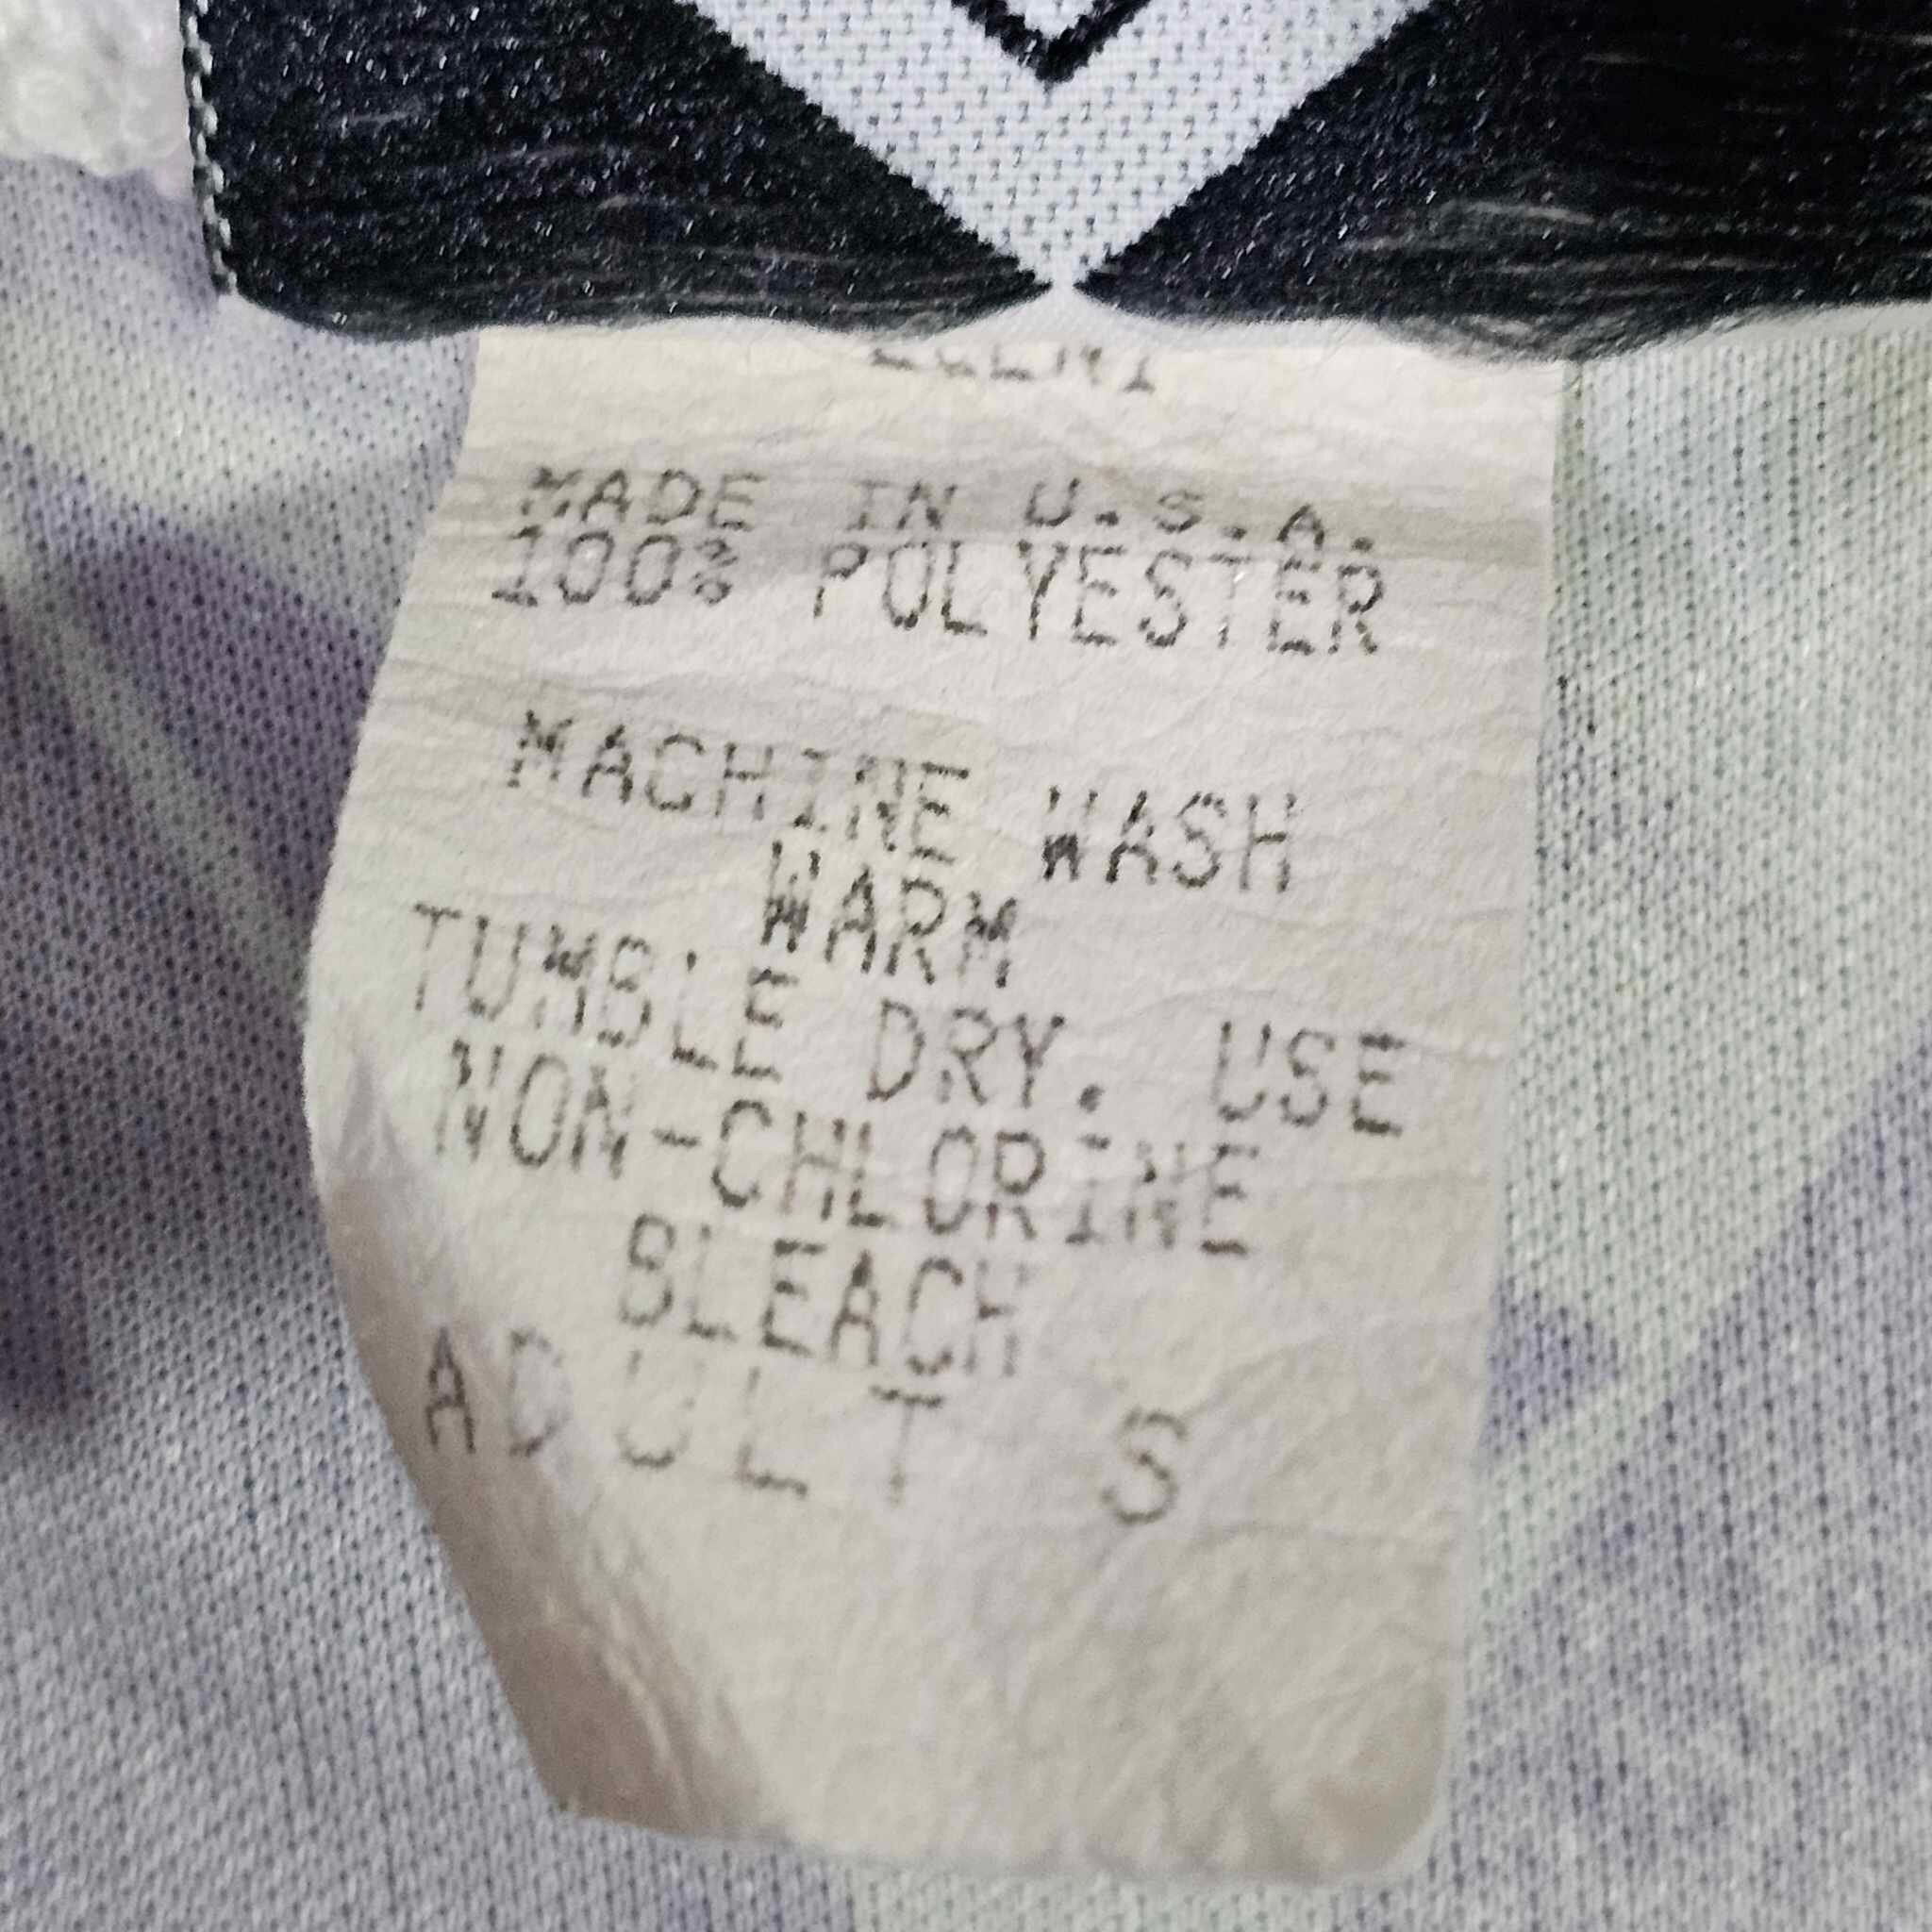 MADE IN U.S.A.
100% POLYESTER
MACHINE WASH
WARM
TUMBLE DRY. USE
NON-CHLORINE
BLEACH
ADULT S